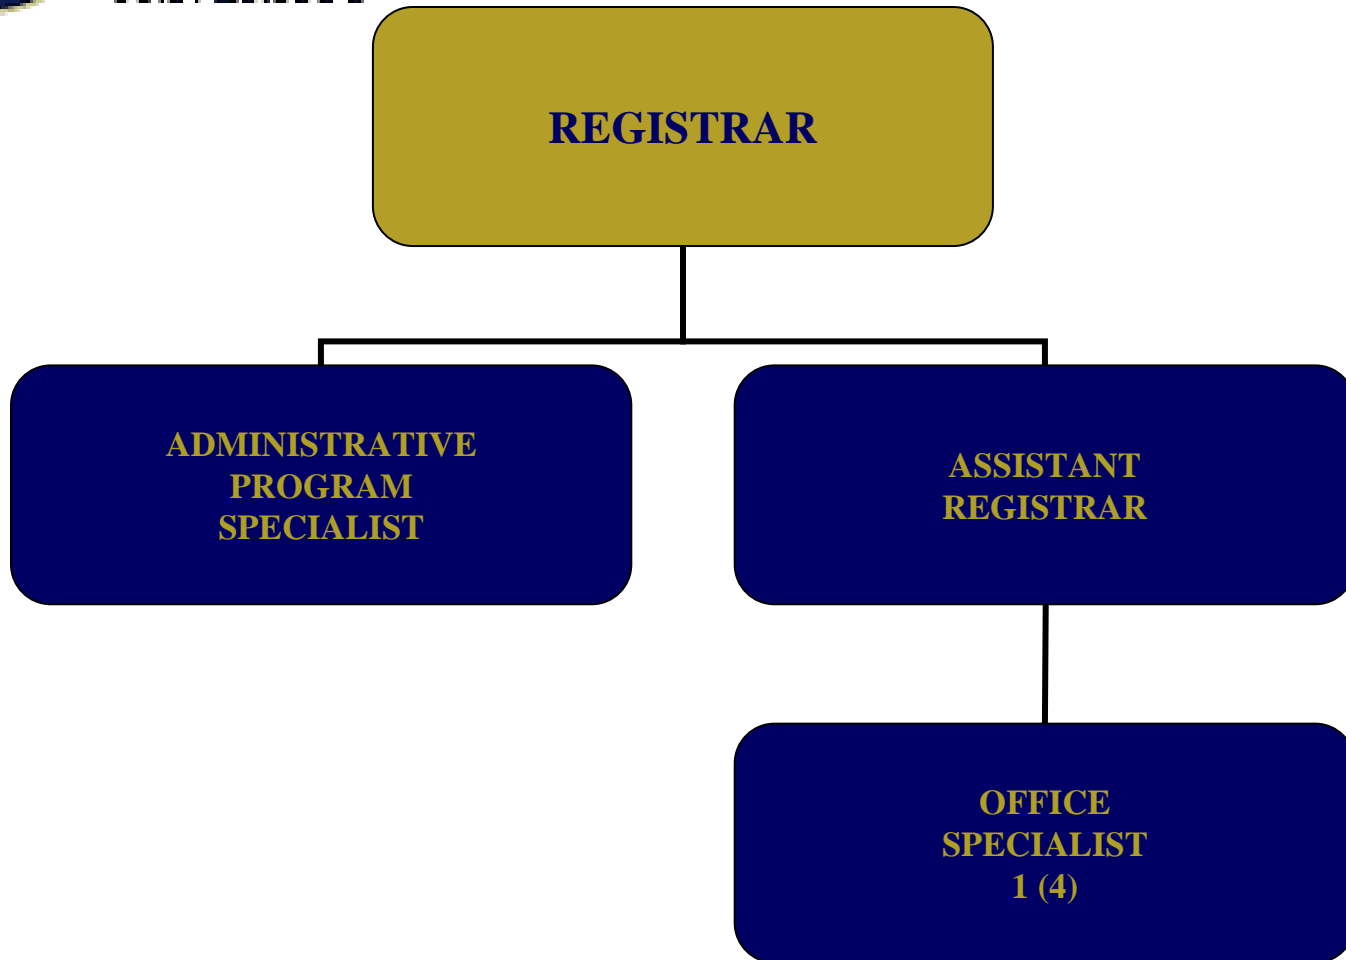 REGISTRAR
ADMINISTRATIVE
PROGRAM
SPECIALIST
ASSISTANT
REGISTRAR
OFFICE
SPECIALIST
1 (4)